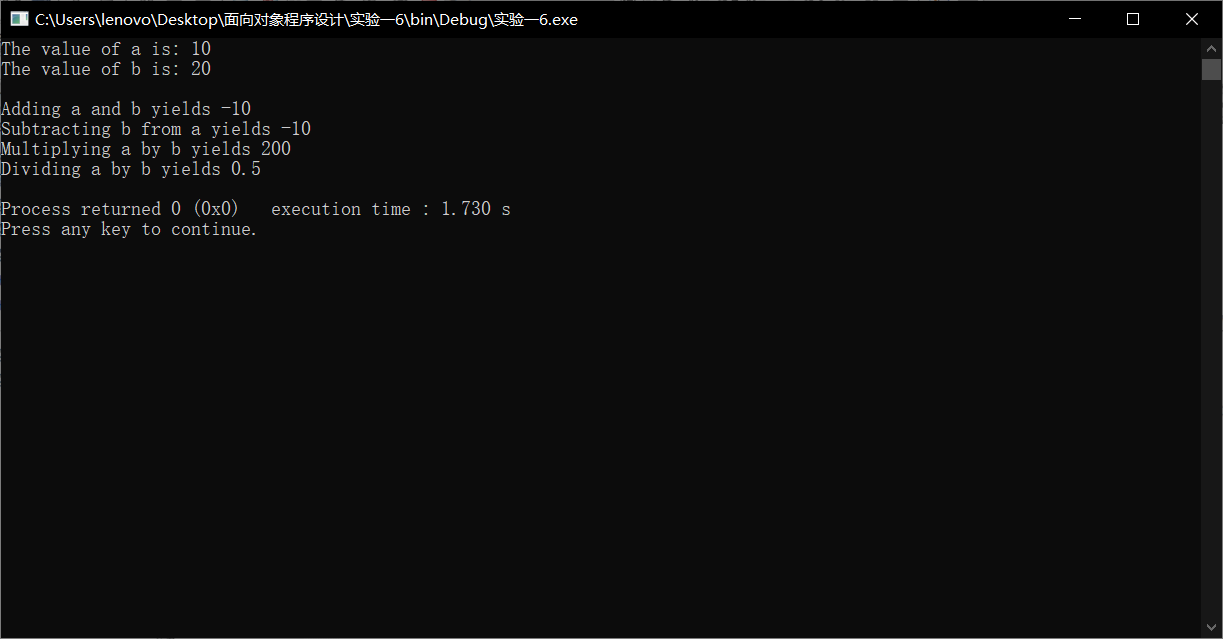 C:\Users\lenovo\Desktop\面向对象程序设计\实验一6\bin\Debug\实验一6.exe
The value of a is: 10
The value of b is: 20
Adding a and b yields -10
Subtracting b from a yields -10
Multiplying a by b yields 200
Dividing a by b yields 0.5
Process returned 0 (0x0)   execution time : 1.730 s
Press any key to continue.